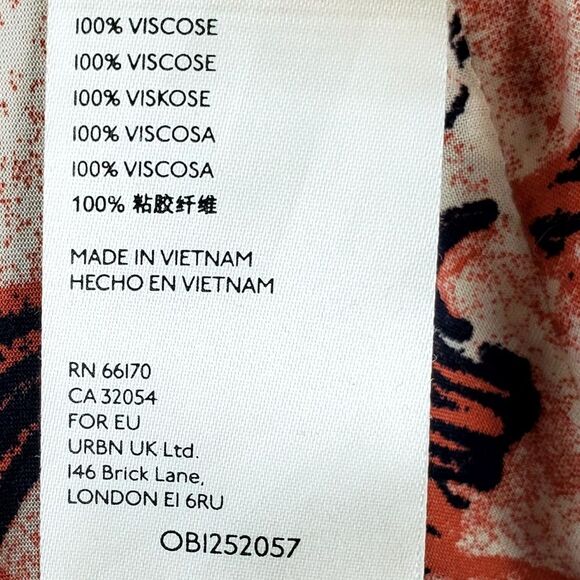 100% VISCOSE
100% VISCOSE
100% VISKOSE
100% VISCOSA
100% VISCOSA
100% 粘胶纤维
MADE IN VIETNAM
HECHO EN VIETNAM
RN 66170
CA 32054
FOR EU
URBN UK Ltd.
146 Brick Lane,
LONDON E1 6RU
OB1252057